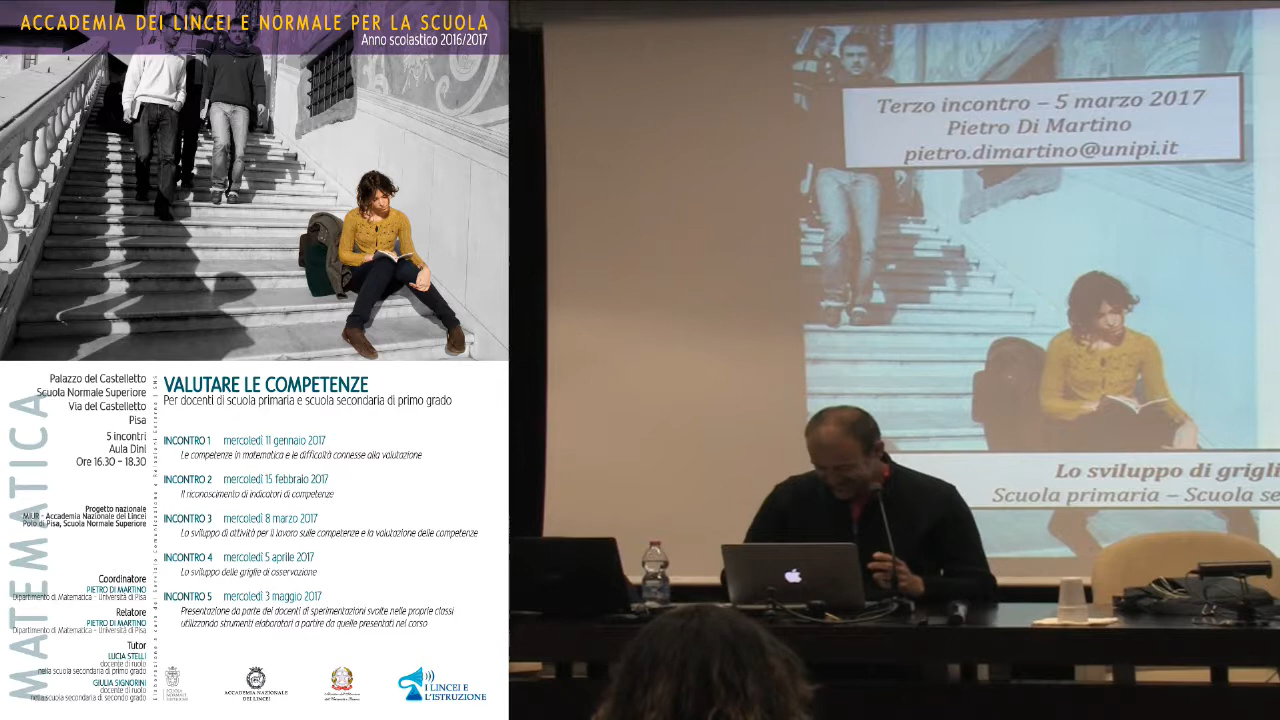 ACCADEMIA DEI LINCEI E NORMALE PER LA SCUOLA
Anno scolastico 2016/2017
Palazzo del Castelletto
Scuola Normale Superiore
Via del Castelletto
Pisa
5 incontri
Aula Dini
Ore 16.30 – 18.30
Progetto nazionale
MIUR - Accademia Nazionale dei Lincei
Polo di Pisa, Scuola Normale Superiore
Coordinatore
PIETRO DI MARTINO
Dipartimento di Matematica – Università di Pisa
Relatore
PIETRO DI MARTINO
Dipartimento di Matematica – Università di Pisa
Tutor
LUCIA STELLI
docente di ruolo
nella scuola secondaria di primo grado
GIULIA SIGNORINI
docente di ruolo
nella scuola secondaria di secondo grado
MATEMATICA
VALUTARE LE COMPETENZE
Per docenti di scuola primaria e scuola secondaria di primo grado
INCONTRO 1 mercoledì 11 gennaio 2017
Le competenze in matematica e le difficoltà connesse alla valutazione
INCONTRO 2 mercoledì 15 febbraio 2017
Il riconoscimento di indicatori di competenze
INCONTRO 3 mercoledì 8 marzo 2017
Lo sviluppo di attività per il lavoro sulle competenze e la valutazione delle competenze
INCONTRO 4 mercoledì 5 aprile 2017
Lo sviluppo delle griglie di osservazione
INCONTRO 5 mercoledì 3 maggio 2017
Presentazione da parte dei docenti di sperimentazioni svolte nelle proprie classi
utilizzando strumenti elaborati a partire da quelle presentati nel corso
SCUOLA
NORMALE
SUPERIORE
ACCADEMIA NAZIONALE
DEI LINCEI
I LINCEI E
L'ISTRUZIONE
Terzo incontro – 5 marzo 2017
Pietro Di Martino
pietro.dimartino@unipi.it
Lo sviluppo di grigli
Scuola primaria – Scuola se